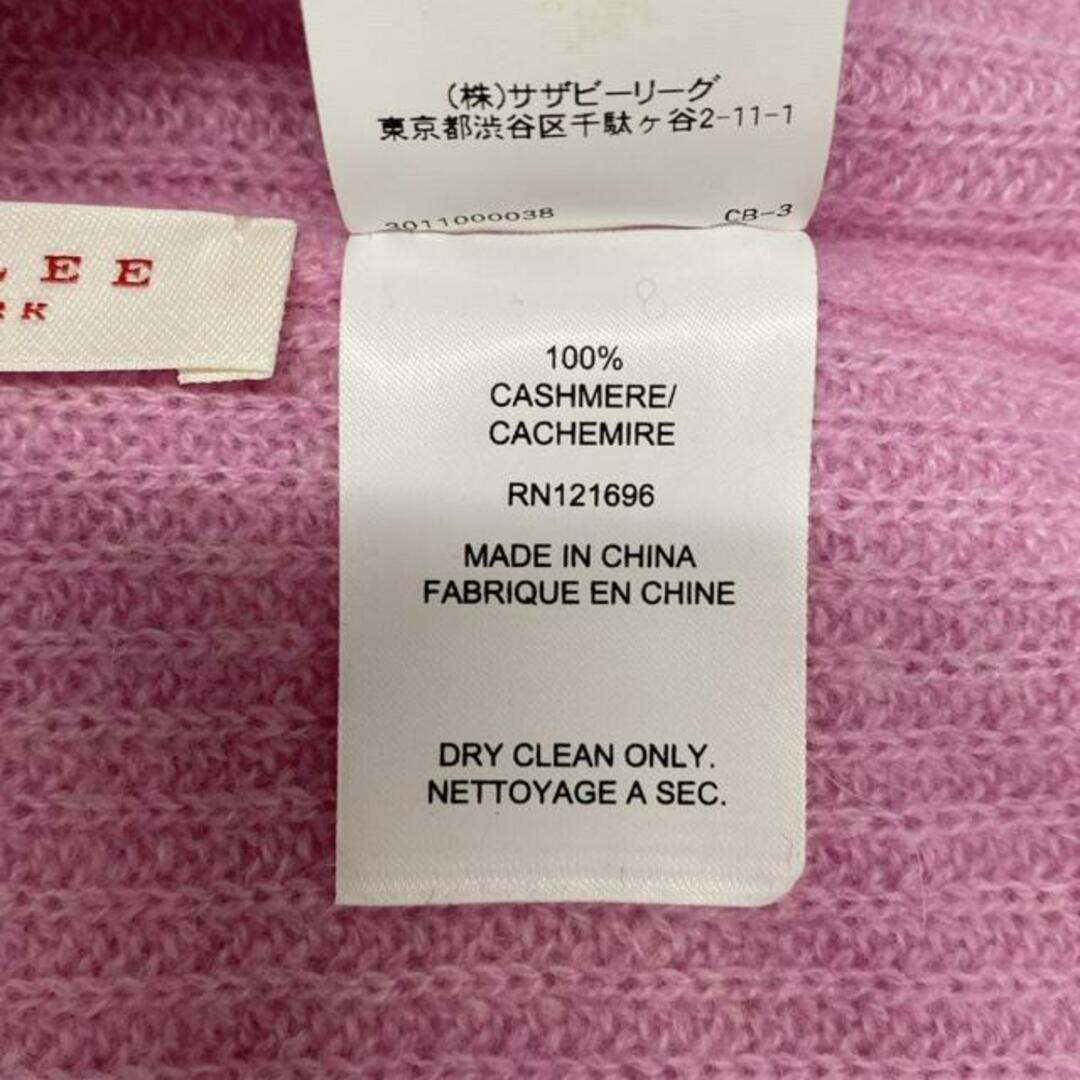 (株)サザビーリーグ
東京都渋谷区千駄ヶ谷2-11-1
3011000038 CB-3
LEE
RK
100%
CASHMERE/
CACHEMIRE
RN121696
MADE IN CHINA
FABRIQUE EN CHINE
DRY CLEAN ONLY.
NETTOYAGE A SEC.